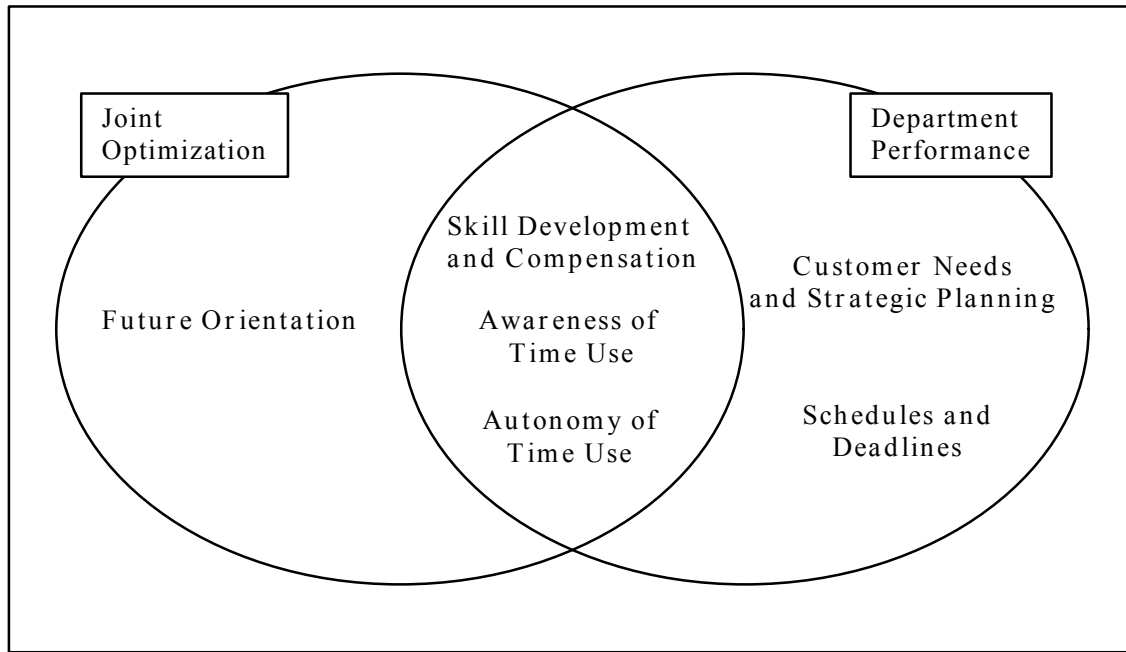 Joint
Optimization
Department
Performance
Skill Development
and Compensation
Customer Needs
and Strategic Planning
Future Orientation
Awareness of
Time Use
Autonomy of
Time Use
Schedules and
Deadlines